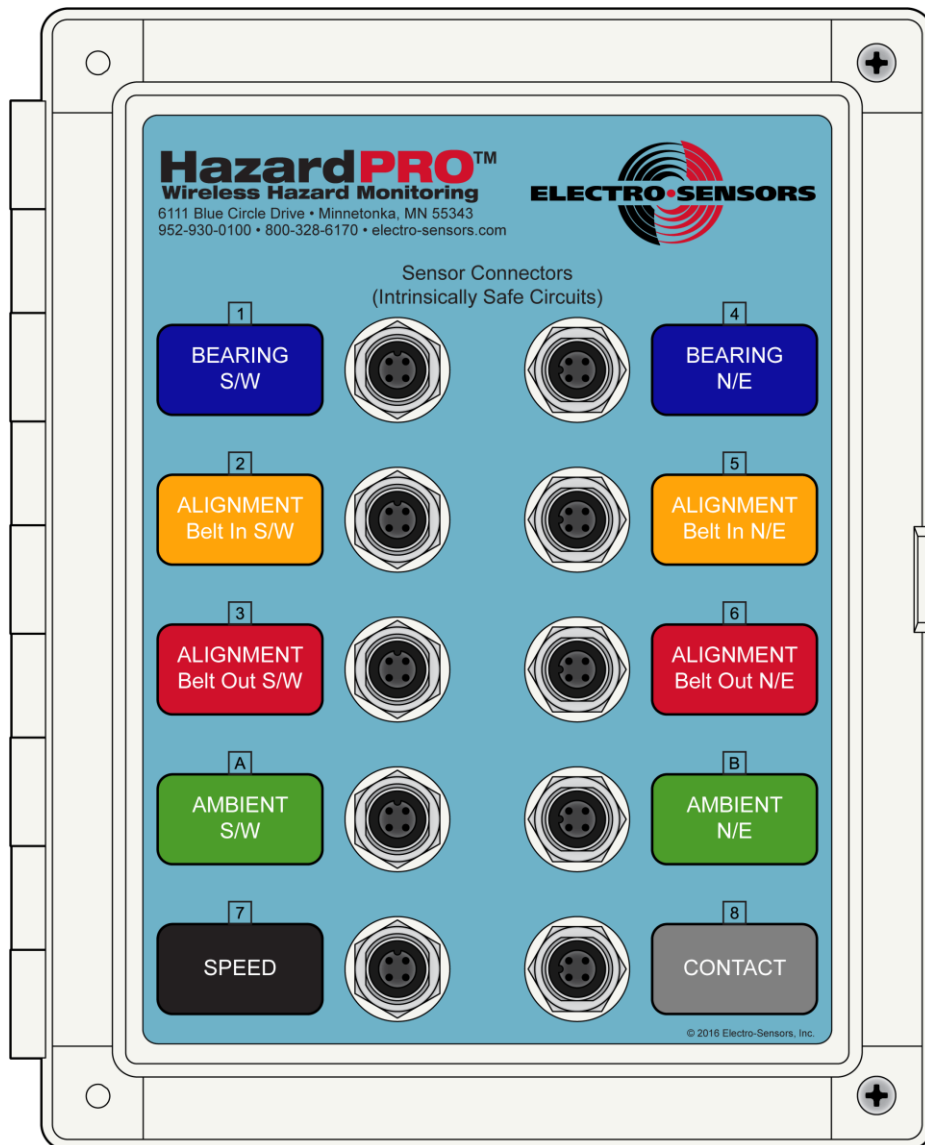 HazardPRO™
Wireless Hazard Monitoring
6111 Blue Circle Drive • Minnetonka, MN 55343
952-930-0100 • 800-328-6170 • electro-sensors.com
ELECTRO•SENSORS
Sensor Connectors
(Intrinsically Safe Circuits)
1
BEARING
S/W
4
BEARING
N/E
2
ALIGNMENT
Belt In S/W
5
ALIGNMENT
Belt In N/E
3
ALIGNMENT
Belt Out S/W
6
ALIGNMENT
Belt Out N/E
A
AMBIENT
S/W
B
AMBIENT
N/E
7
SPEED
8
CONTACT
© 2016 Electro-Sensors, Inc.